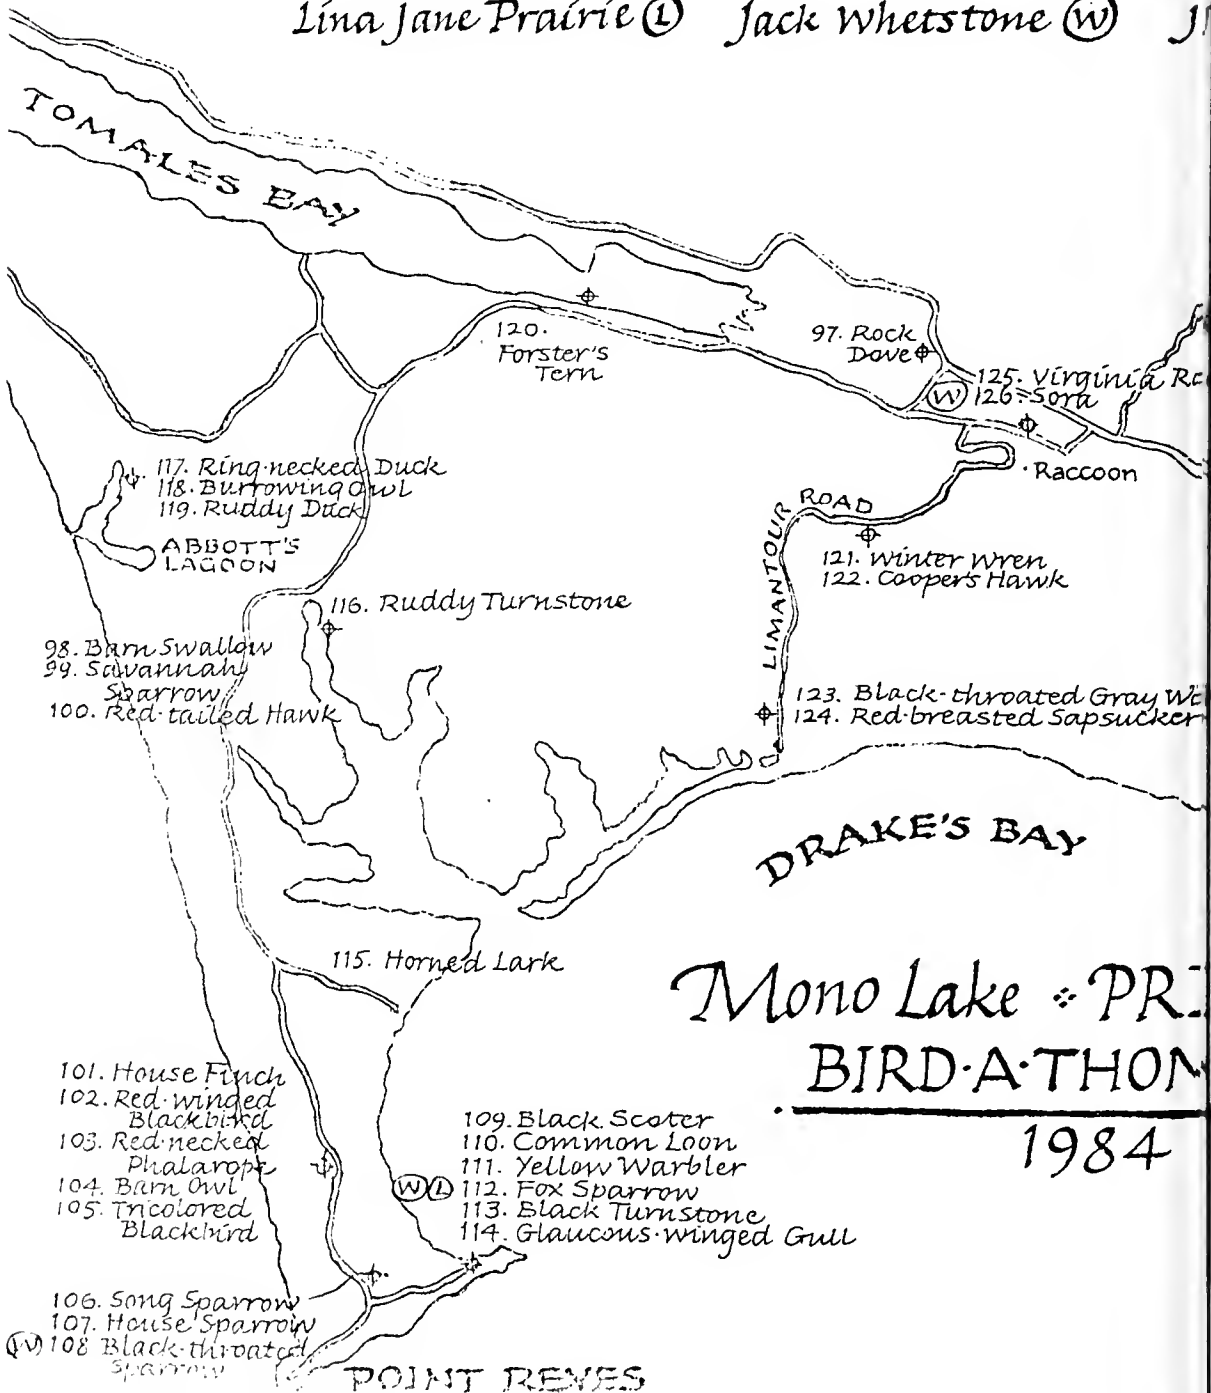 Lina Jane Prairie Ⓛ Jack Whetstone Ⓦ
TOMALES BAY
120.
Forster's
Tern
97. Rock
Dove
125. Virginia
Ⓦ 126. Sora
Raccoon
117. Ring-necked Duck
118. Burrowing Owl
119. Ruddy Duck
ABBOTT'S
LAGOON
LIMANTOUR ROAD
121. Winter Wren
122. Cooper's Hawk
116. Ruddy Turnstone
98. Barn Swallow
99. Savannah
Sparrow
100. Red-tailed Hawk
123. Black-throated Gray
124. Red-breasted Sapsucker
DRAKE'S BAY
115. Horned Lark
Mono Lake
BIRD·A·THON
1984
101. House Finch
102. Red-winged
Blackbird
103. Red-necked
Phalarope
104. Barn Owl
105. Tricolored
Blackbird
109. Black Scoter
110. Common Loon
111. Yellow Warbler
ⓌⓁ 112. Fox Sparrow
113. Black Turnstone
114. Glaucous-winged Gull
106. Song Sparrow
107. House Sparrow
Ⓦ 108 Black-throated
Sparrow
POINT REYES